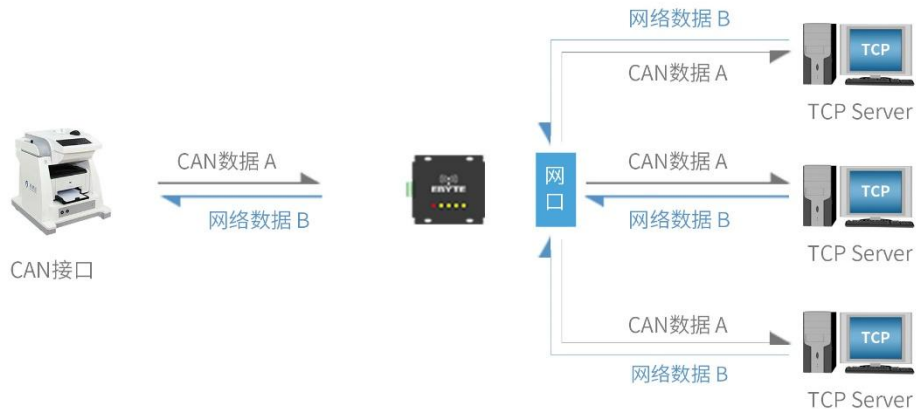 网络数据 B
TCP
CAN数据 A
TCP Server
CAN数据 A
网络数据 B
CAN接口
EBYTE
网口
CAN数据 A
网络数据 B
TCP
TCP Server
CAN数据 A
网络数据 B
TCP
TCP Server